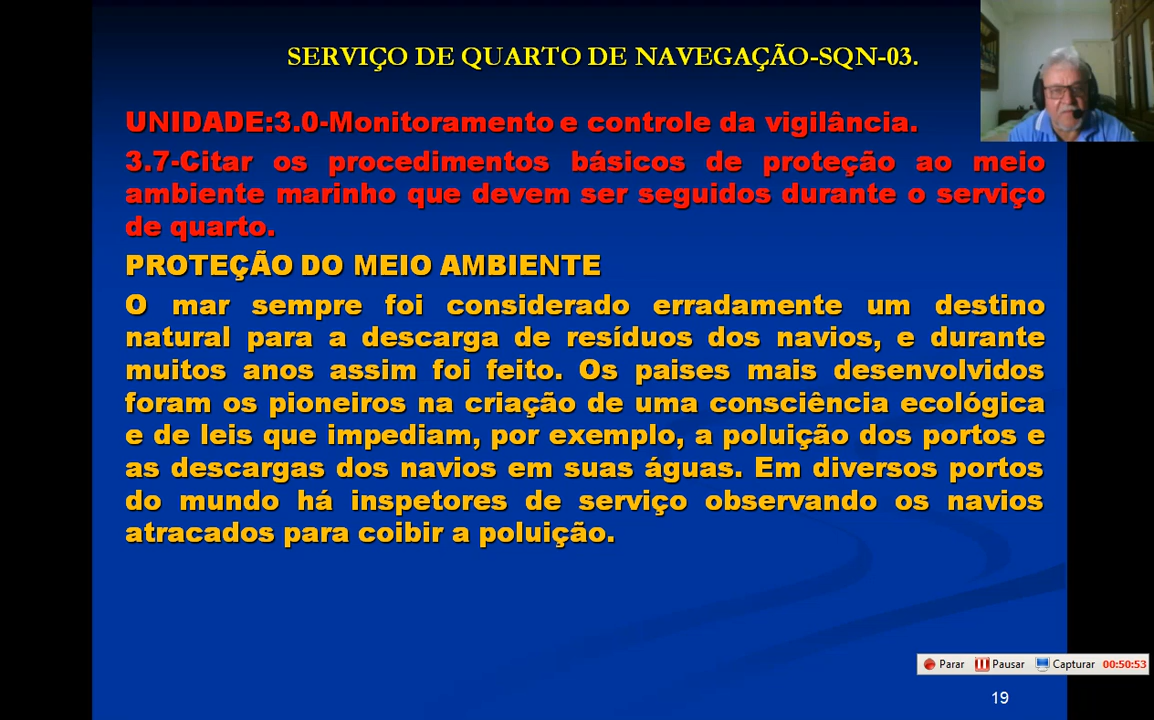 SERVIÇO DE QUARTO DE NAVEGAÇÃO-SQN-03.
UNIDADE:3.0-Monitoramento e controle da vigilância.
3.7-Citar os procedimentos básicos de proteção ao meio
ambiente marinho que devem ser seguidos durante o serviço
de quarto.
PROTEÇÃO DO MEIO AMBIENTE
O mar sempre foi considerado erradamente um destino
natural para a descarga de resíduos dos navios, e durante
muitos anos assim foi feito. Os paises mais desenvolvidos
foram os pioneiros na criação de uma consciência ecológica
e de leis que impediam, por exemplo, a poluição dos portos e
as descargas dos navios em suas águas. Em diversos portos
do mundo há inspetores de serviço observando os navios
atracados para coibir a poluição.
Parar Pausar Capturar 00:50:53
19